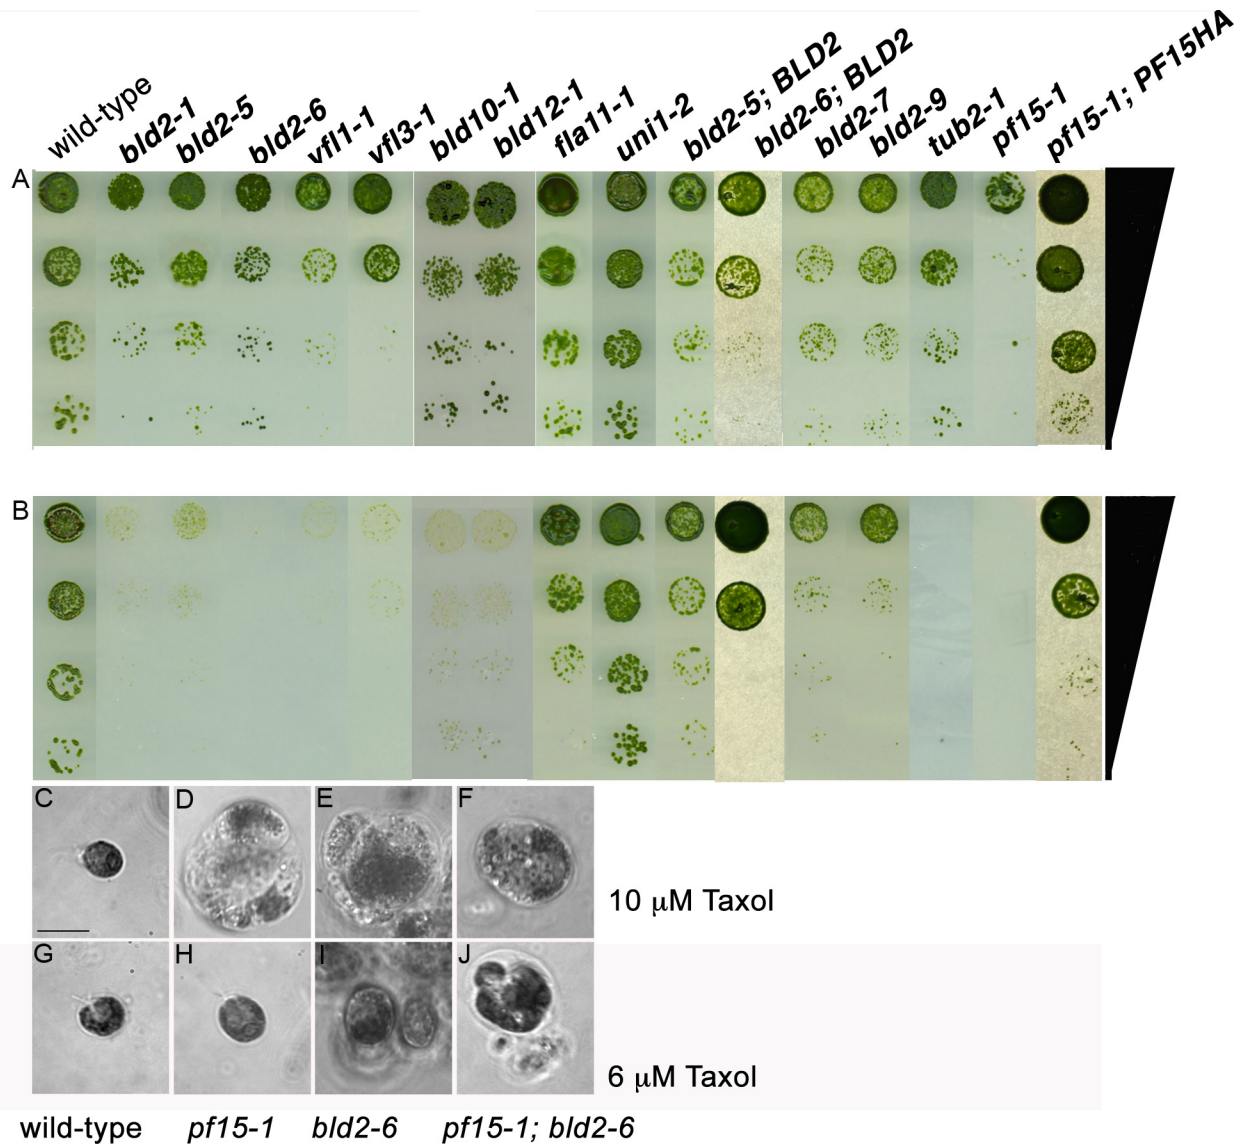 wild-type bld2-1 bld2-5 bld2-6 vfl1-1 vfl3-1 bld10-1 bld12-1 fla11-1 uni1-2 bld2-5; BLD2 bld2-6; BLD2 bld2-7 bld2-9 tub2-1 pf15-1 pf15-1; PF15HA
A
B
C D E F
10 μM Taxol
G H I J
6 μM Taxol
wild-type pf15-1 bld2-6 pf15-1; bld2-6